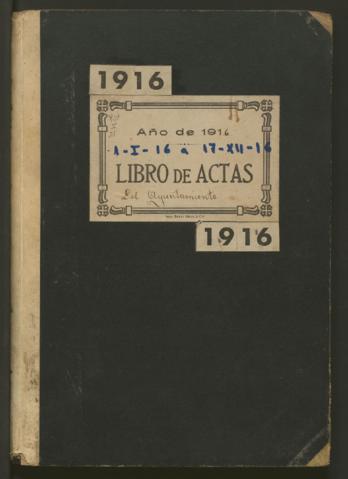 1916
Año de 1916
1-I-16 a 17-XII-16
LIBRO DE ACTAS
Del Ayuntamiento
1916